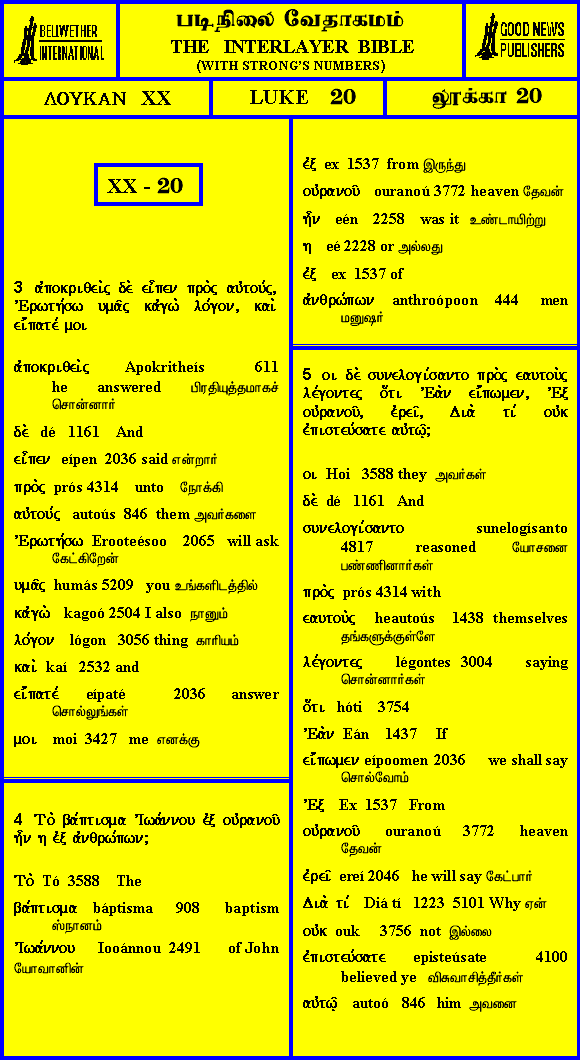 BELLWETHER
INTERNATIONAL
படிநிலை வேதாகமம்
THE INTERLAYER BIBLE
(WITH STRONG'S NUMBERS)
GOOD NEWS
PUBLISHERS
ΛΟΥΚΑΝ XX
LUKE 20
லூக்கா 20
XX - 20
3 ἀποκριθεὶς δὲ εἶπεν πρὸς αὐτούς,
Ἐρωτήσω υμᾶς κἀγὼ λόγον, καὶ
εἴπατέ μοι
ἀποκριθεὶς Apokritheís 611
he answered பிரதியுத்தமாகச்
சொன்னார்
δὲ dé 1161 And
εἶπεν eípen 2036 said என்றார்
πρὸς prós 4314 unto நோக்கி
αὐτούς autoús 846 them அவர்களை
Ἐρωτήσω Erooteésoo 2065 will ask
கேட்கிறேன்
υμᾶς humás 5209 you உங்களிடத்தில்
κἀγὼ kagoó 2504 I also நானும்
λόγον lógon 3056 thing காரியம்
καὶ kaí 2532 and
εἴπατέ eípaté 2036 answer
சொல்லுங்கள்
μοι moi 3427 me எனக்கு
4 Τὸ βάπτισμα Ἰωάννου ἐξ οὐρανοῦ
ἦν η ἐξ ἀνθρώπων;
Τὸ Tó 3588 The
βάπτισμα báptisma 908 baptism
ஸ்நானம்
Ἰωάννου Iooánnou 2491 of John
யோவானின்
ἐξ ex 1537 from இருந்து
οὐρανοῦ ouranoú 3772 heaven தேவன்
ἦν eén 2258 was it உண்டாயிற்று
η eé 2228 or அல்லது
ἐξ ex 1537 of
ἀνθρώπων anthroópoon 444 men
மனுஷர்
5 οι δὲ συνελογίσαντο πρὸς εαυτοὺς
λέγοντες ὅτι Ἐὰν εἴπωμεν, Ἐξ
οὐρανοῦ, ἐρεῖ, Διὰ τί οὐκ
ἐπιστεύσατε αὐτῷ;
οι Hoi 3588 they அவர்கள்
δὲ dé 1161 And
συνελογίσαντο sunelogísanto
4817 reasoned யோசனை
பண்ணினார்கள்
πρὸς prós 4314 with
εαυτοὺς heautoús 1438 themselves
தங்களுக்குள்ளே
λέγοντες légontes 3004 saying
சொன்னார்கள்
ὅτι hóti 3754
Ἐὰν Eán 1437 If
εἴπωμεν eípoomen 2036 we shall say
சொல்வோம்
Ἐξ Ex 1537 From
οὐρανοῦ ouranoú 3772 heaven
தேவன்
ἐρεῖ ereí 2046 he will say கேட்பார்
Διὰ τί Diá tí 1223 5101 Why ஏன்
οὐκ ouk 3756 not இல்லை
ἐπιστεύσατε episteúsate 4100
believed ye விசுவாசித்தீர்கள்
αὐτῷ autoó 846 him அவனை